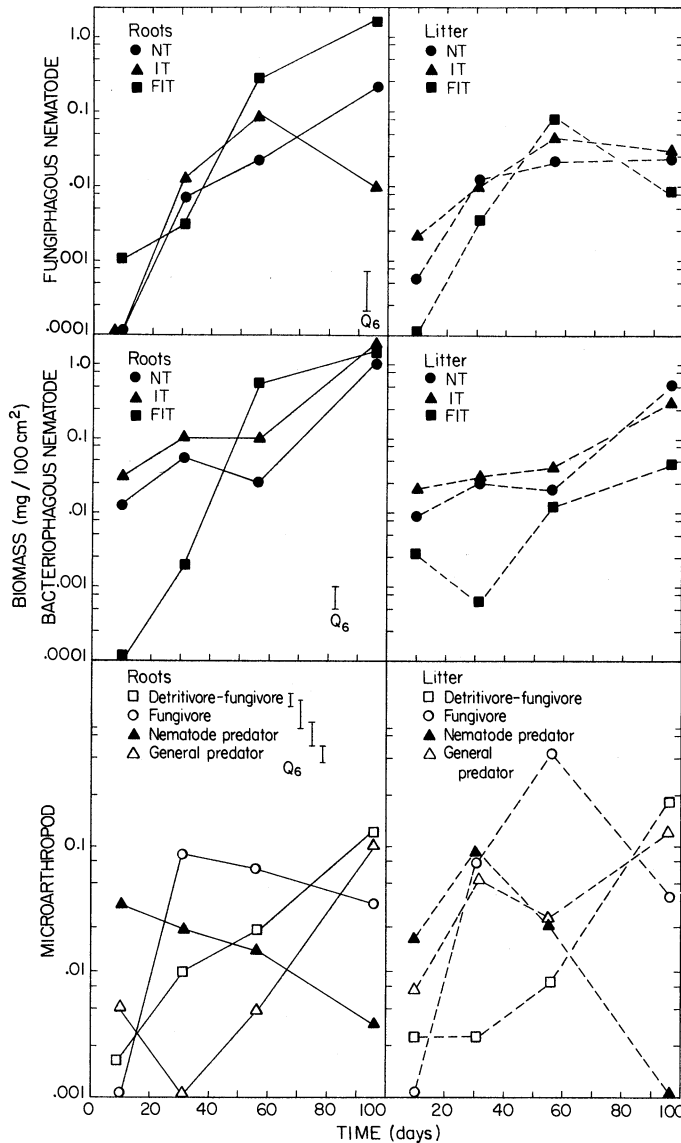 Roots
NT
IT
FIT
Litter
NT
IT
FIT
1.0
0.1
.01
.001
.0001
FUNGIPHAGOUS NEMATODE
Q6
Roots
NT
IT
FIT
Litter
NT
IT
FIT
1.0
0.1
.01
.001
.0001
BIOMASS (mg / 100 cm²)
BACTERIOPHAGOUS NEMATODE
Q6
Roots
Detritivore-fungivore
Fungivore
Nematode predator
General predator
Q6
Litter
Detritivore-fungivore
Fungivore
Nematode predator
General
predator
0.1
.01
.001
MICROARTHROPOD
0 20 40 60 80 100 20 40 60 80 100
TIME (days)